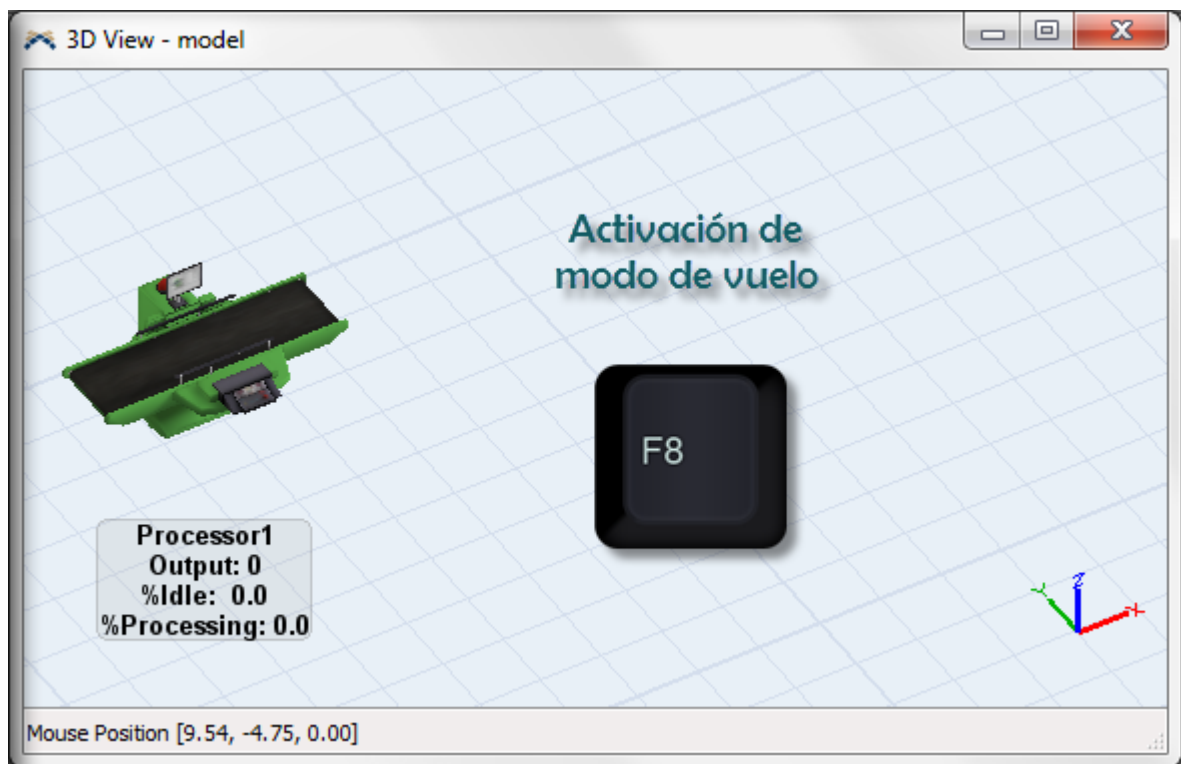 3D View - model
Activación de
modo de vuelo
F8
Processor1
Output: 0
%Idle: 0.0
%Processing: 0.0
Z
Y
X
Mouse Position [9.54, -4.75, 0.00]